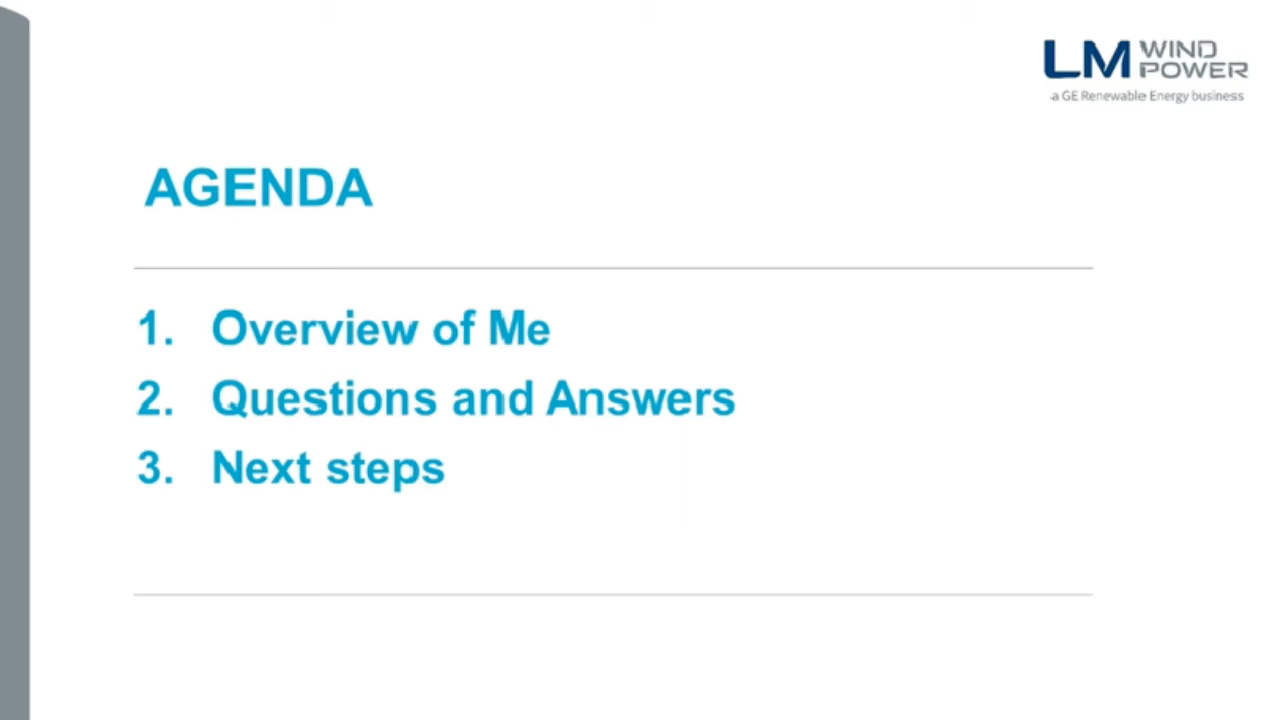 LM WIND
POWER
a GE Renewable Energy business
AGENDA
1. Overview of Me
2. Questions and Answers
3. Next steps